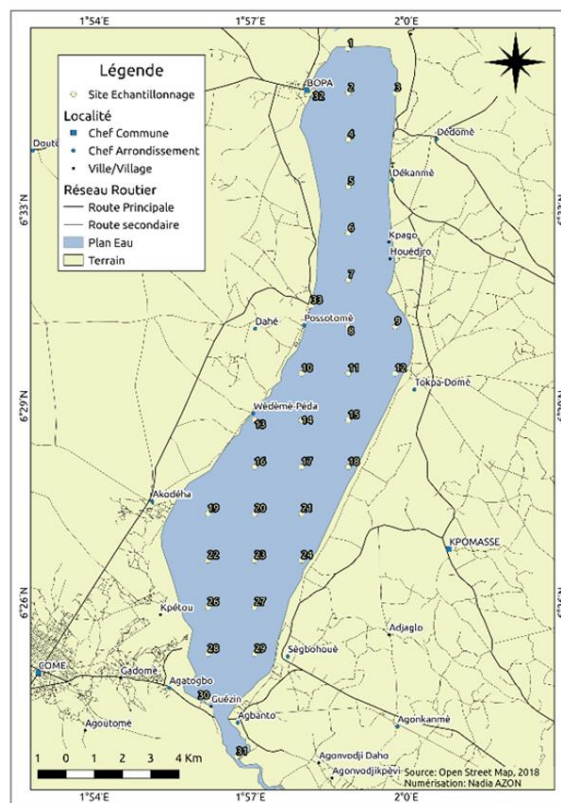 1°54'E 1°57'E 2°0'E
Légende
Site Echantillonnage
Localité
Chef Commune
Chef Arrondissement
Ville/Village
Réseau Routier
Route Principale
Route secondaire
Plan Eau
Terrain
1
BOPA
2
3
32
4
Dédomè
5
Dékanmè
6°33'N
6
Kpago
Houédjro
7
33
Possotomè
Dahé
8
9
10
11
12
Tokpa-Domè
6°29'N
Wèdèmè-Péda
13
14
15
16
17
18
Akodéha
19
20
21
KPOMASSE
22
23
24
6°26'N
Kpétou
26
27
Adjaglo
28
29
Sègbohouè
COME
Gadomè
Agatogbo
30
Guézin
Agbanto
Agoutomè
Agonkanmè
31
Agonvodji Daho
Agonvodjikpèvi
1 0 1 2 3 4 Km
Source: Open Street Map, 2018
Numérisation: Nadia AZON
1°54'E 1°57'E 2°0'E